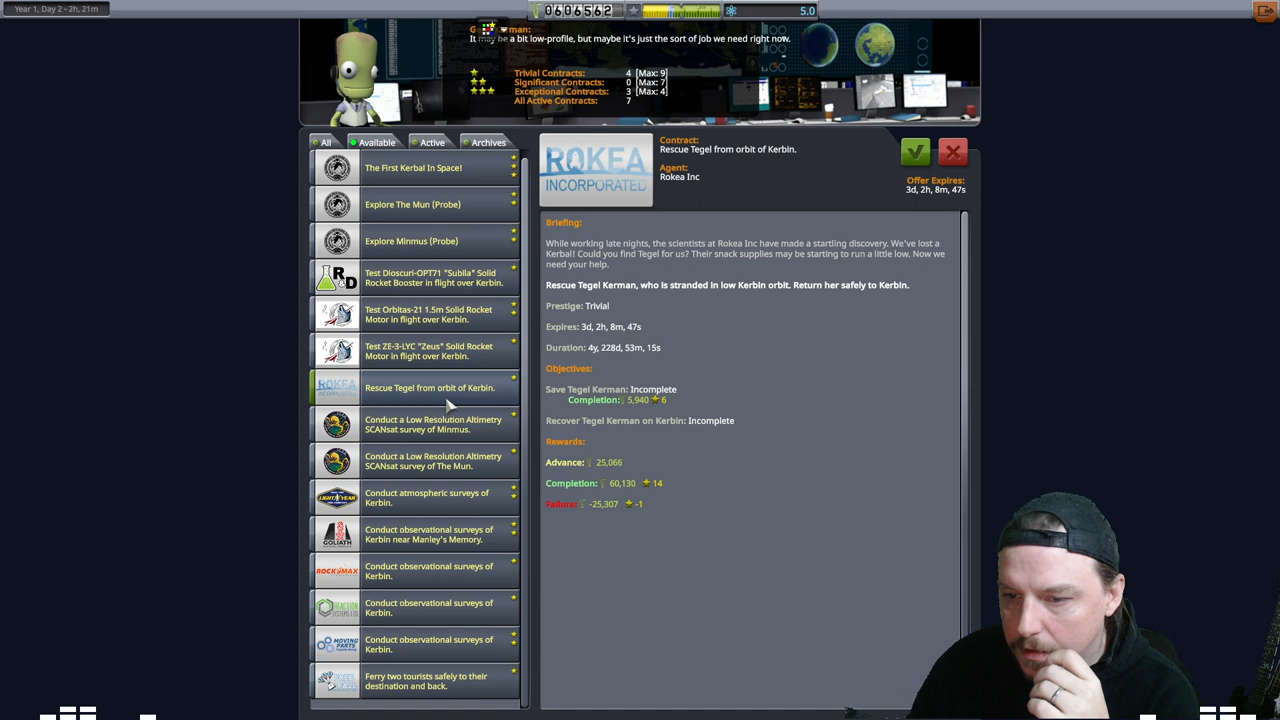 Year 1, Day 2 - 2h, 21m
0606562
5.0
It may be a bit low-profile, but maybe it's just the sort of job we need right now.
Trivial Contracts: 4 [Max: 9]
Significant Contracts: 0 [Max: 7]
Exceptional Contracts: 3 [Max: 4]
All Active Contracts: 7
All
Available
Active
Archives
The First Kerbal In Space!
Explore The Mun (Probe)
Explore Minmus (Probe)
R&D
Test Dioscuri-OPT71 "Subila" Solid
Rocket Booster in flight over Kerbin.
Test Orbitas-21 1.5m Solid Rocket
Motor in flight over Kerbin.
Test ZE-3-LYC "Zeus" Solid Rocket
Motor in flight over Kerbin.
ROKEA
INCORPORATED
Rescue Tegel from orbit of Kerbin.
Conduct a Low Resolution Altimetry
SCANsat survey of Minmus.
Conduct a Low Resolution Altimetry
SCANsat survey of The Mun.
LIGHT YEAR
Conduct atmospheric surveys of
Kerbin.
GOLIATH
Conduct observational surveys of
Kerbin near Manley's Memory.
ROCKOMAX
Conduct observational surveys of
Kerbin.
REACTION
SYSTEMS LTD
Conduct observational surveys of
Kerbin.
MOVING
PARTS
Conduct observational surveys of
Kerbin.
FREE
FALL
Ferry two tourists safely to their
destination and back.
ROKEA
INCORPORATED
Contract:
Rescue Tegel from orbit of Kerbin.
Agent:
Rokea Inc
Offer Expires:
3d, 2h, 8m, 47s
Briefing:
While working late nights, the scientists at Rokea Inc have made a startling discovery. We've lost a
Kerbal! Could you find Tegel for us? Their snack supplies may be starting to run a little low. Now we
need your help.
Rescue Tegel Kerman, who is stranded in low Kerbin orbit. Return her safely to Kerbin.
Prestige: Trivial
Expires: 3d, 2h, 8m, 47s
Duration: 4y, 228d, 53m, 15s
Objectives:
Save Tegel Kerman: Incomplete
Completion: 5,940 6
Recover Tegel Kerman on Kerbin: Incomplete
Rewards:
Advance: 25,066
Completion: 60,130 14
Failure: -25,307 -1